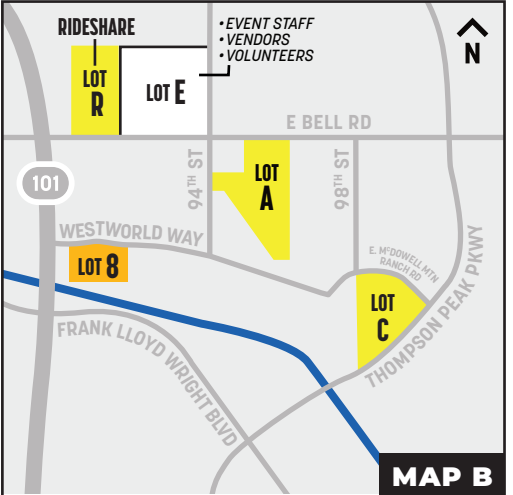 RIDESHARE
• EVENT STAFF
• VENDORS
• VOLUNTEERS
N
LOT
R
LOT E
E BELL RD
94TH ST
LOT
A
98TH ST
101
WESTWORLD WAY
LOT 8
E. McDOWELL MTN
RANCH RD
LOT
C
THOMPSON PEAK PKWY
FRANK LLOYD WRIGHT BLVD
MAP B